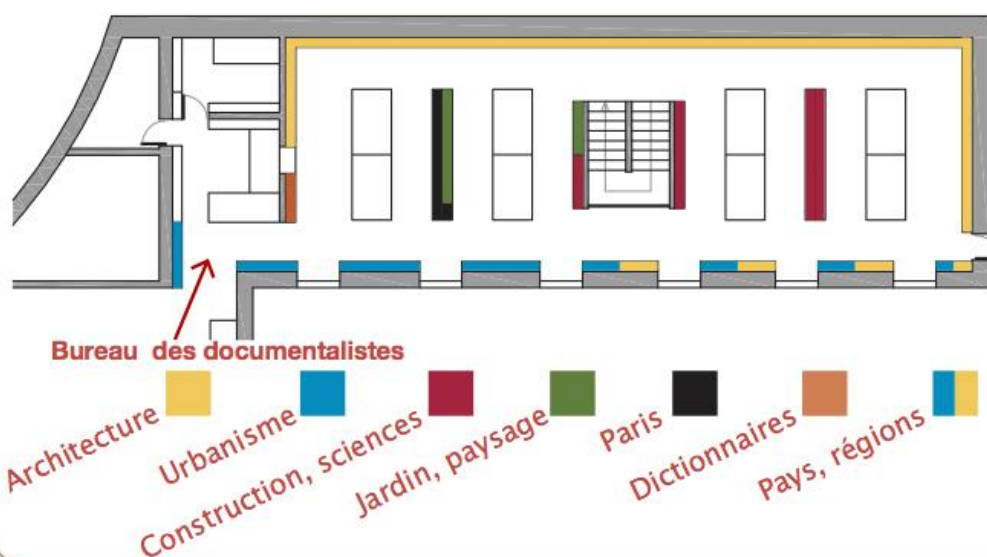 Bureau des documentalistes
Architecture
Urbanisme
Construction, sciences
Jardin, paysage
Paris
Dictionnaires
Pays, régions